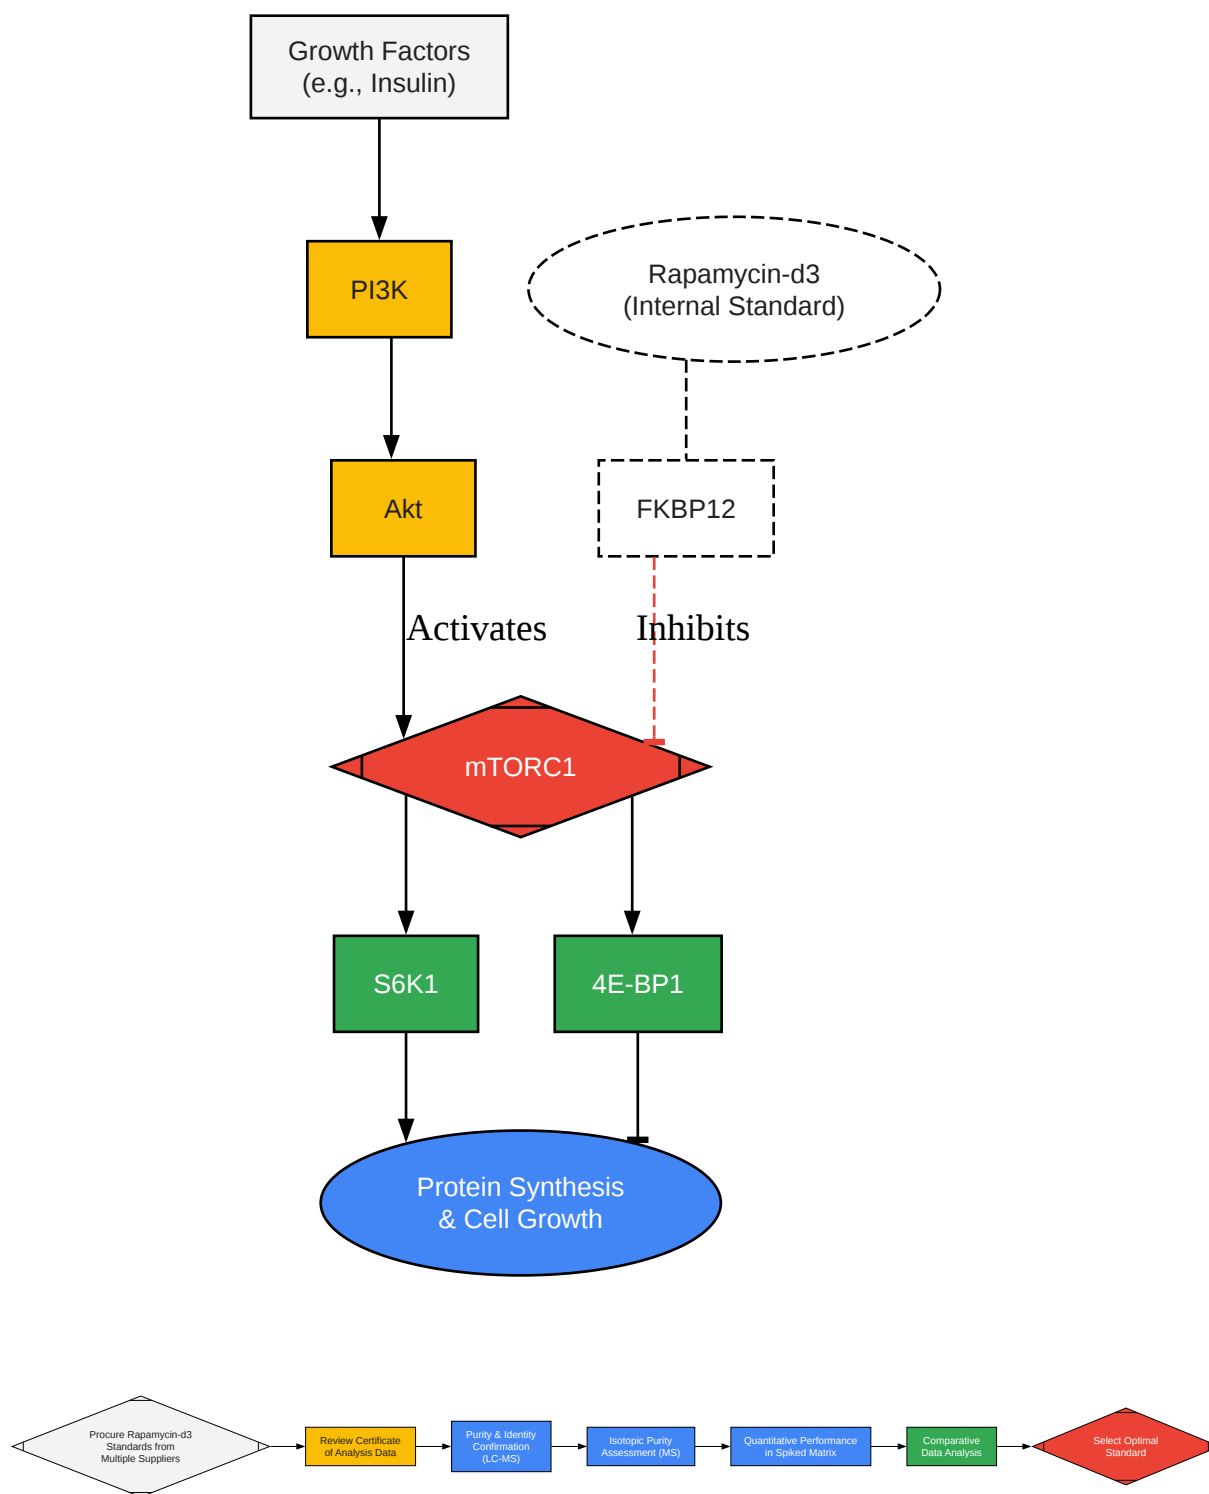 Growth Factors
(e.g., Insulin)
PI3K
Rapamycin-d3
(Internal Standard)
Akt
FKBP12
Activates
Inhibits
mTORC1
S6K1
4E-BP1
Protein Synthesis
& Cell Growth
Procure Rapamycin-d3
Standards from
Multiple Suppliers
Review Certificate
of Analysis Data
Purity & Identity
Confirmation
(LC-MS)
Isotopic Purity
Assessment (MS)
Quantitative Performance
in Spiked Matrix
Comparative
Data Analysis
Select Optimal
Standard